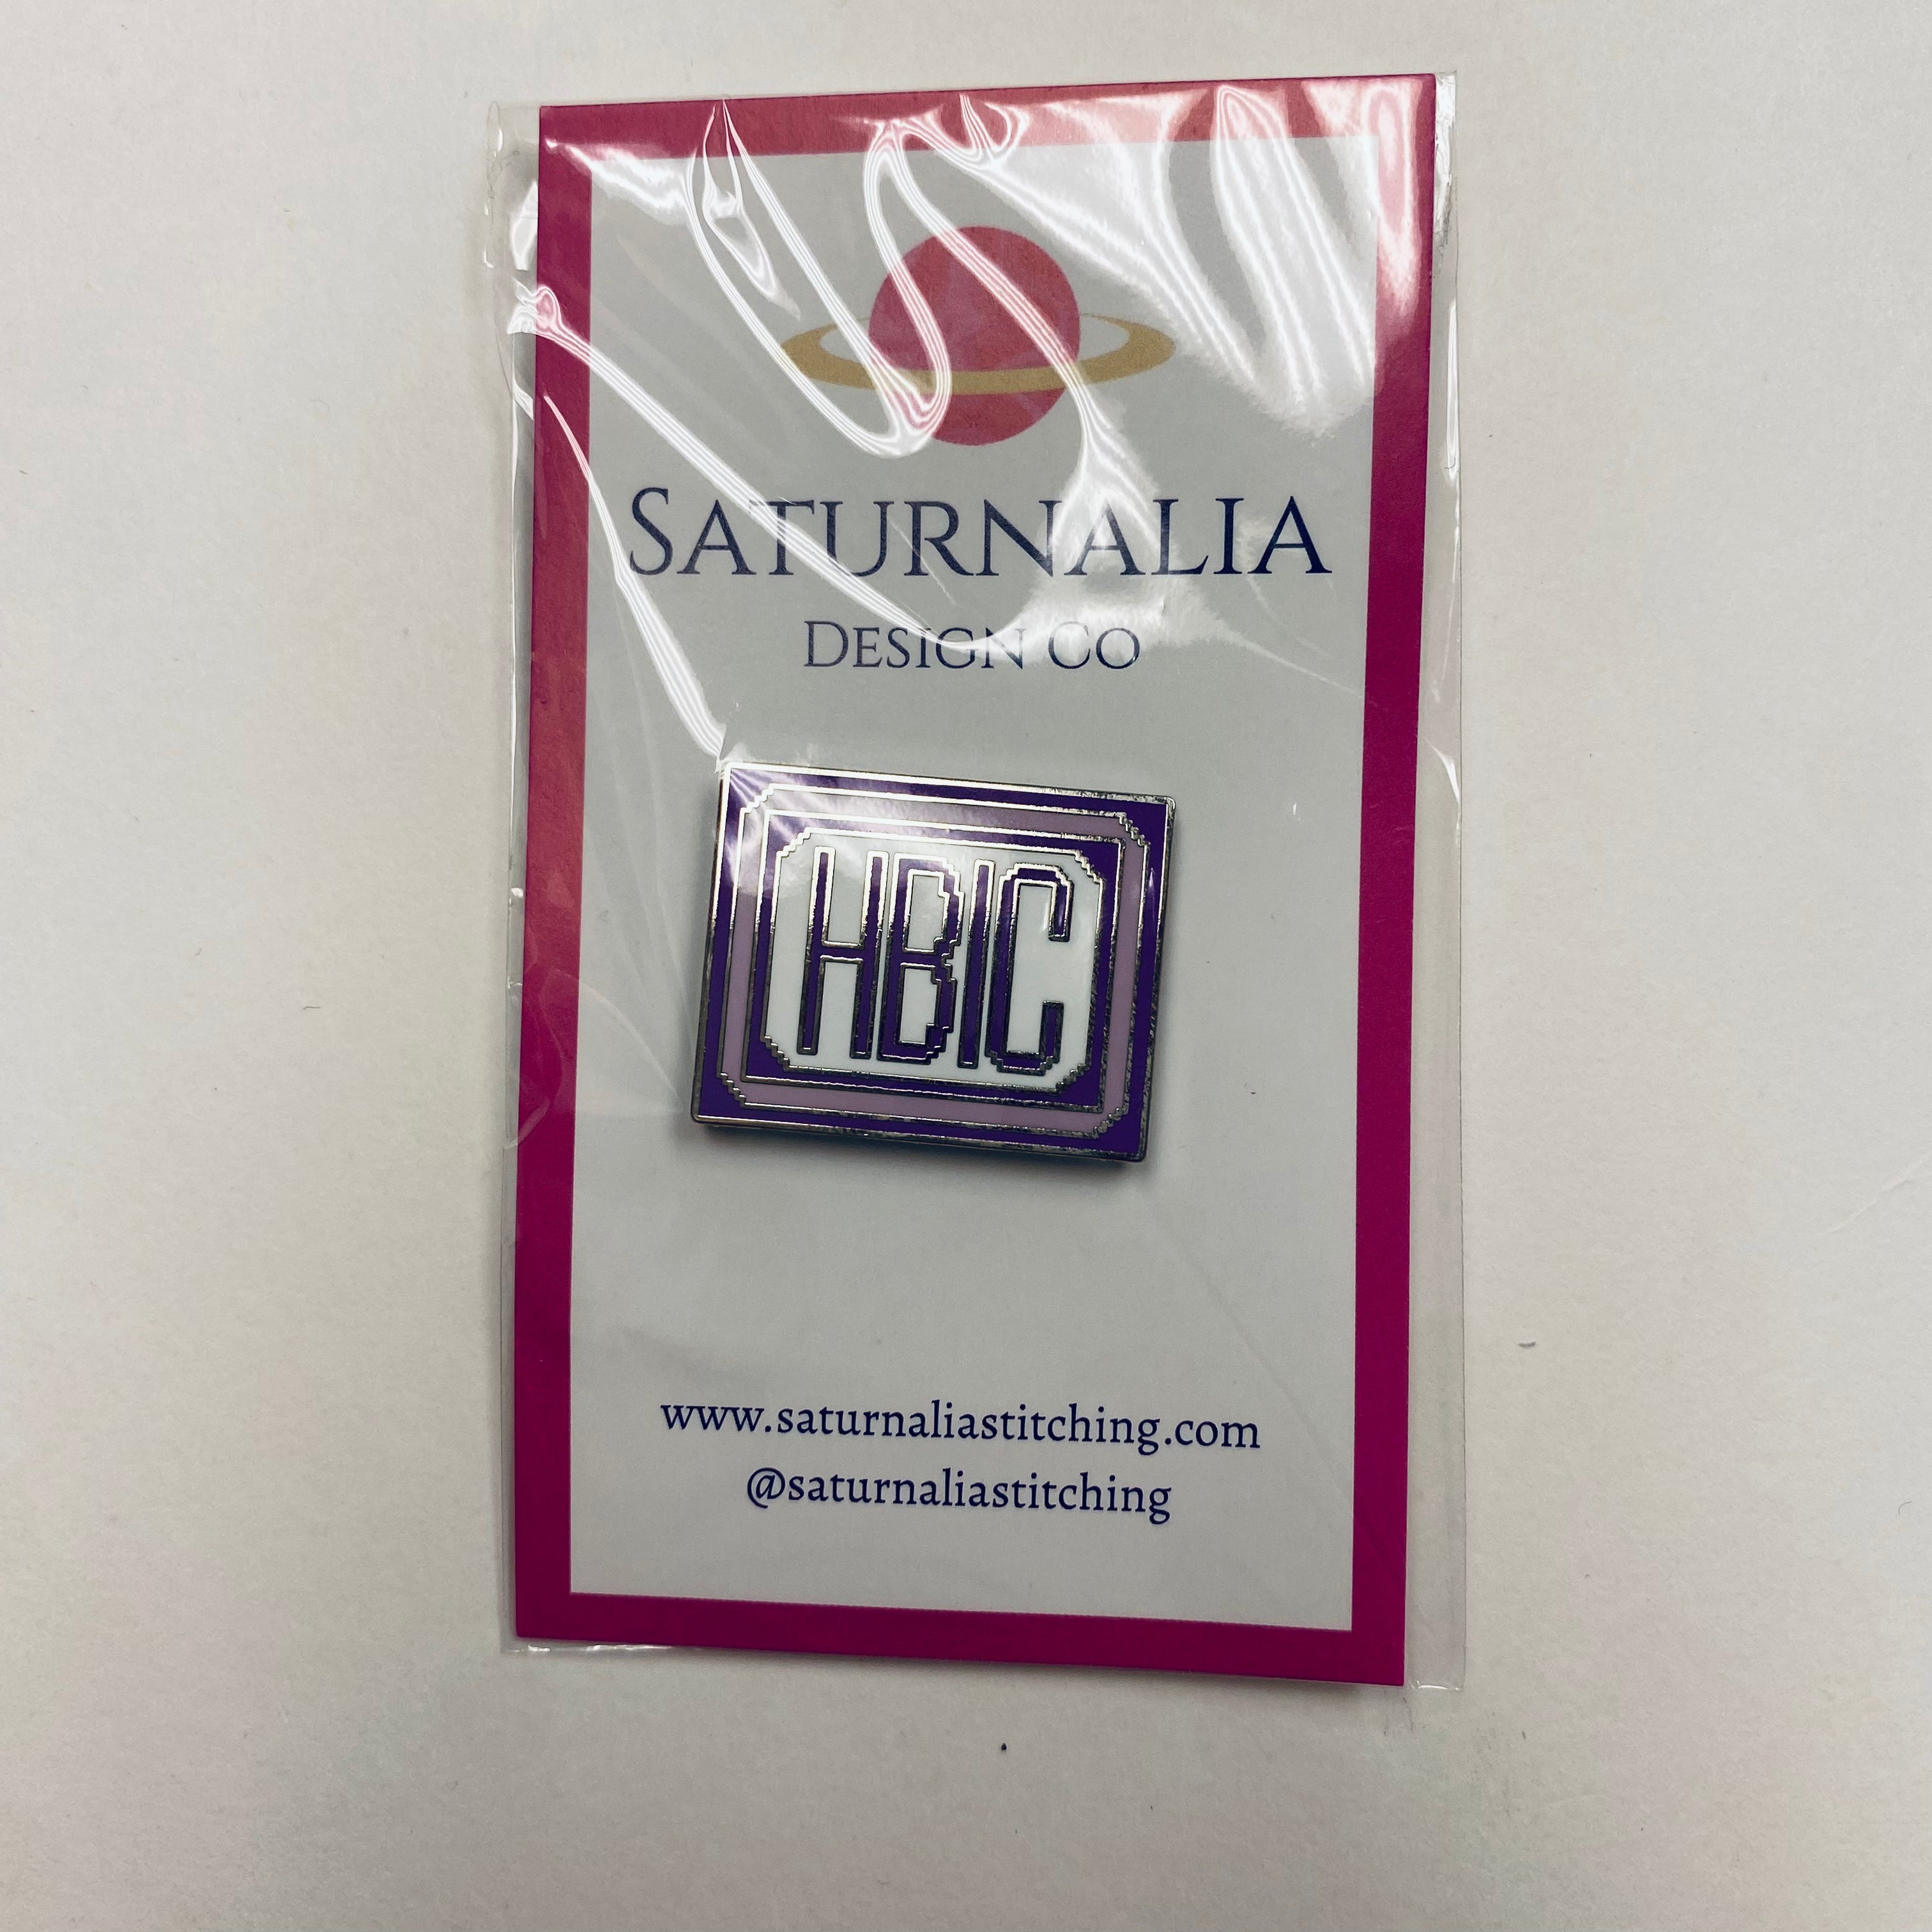 SATURNALIA
DESIGN CO
HBIC
www.saturnaliastitching.com
@saturnaliastitching